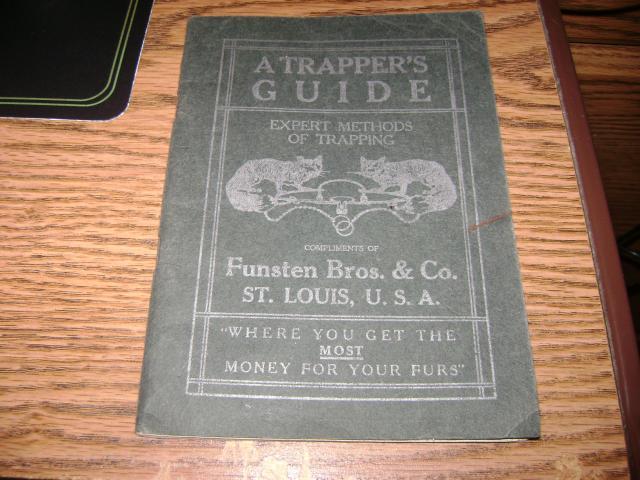 A TRAPPER'S
GUIDE
EXPERT METHODS
OF TRAPPING
COMPLIMENTS OF
Funsten Bros. & Co.
ST. LOUIS, U. S. A.
"WHERE YOU GET THE
MOST
MONEY FOR YOUR FURS"